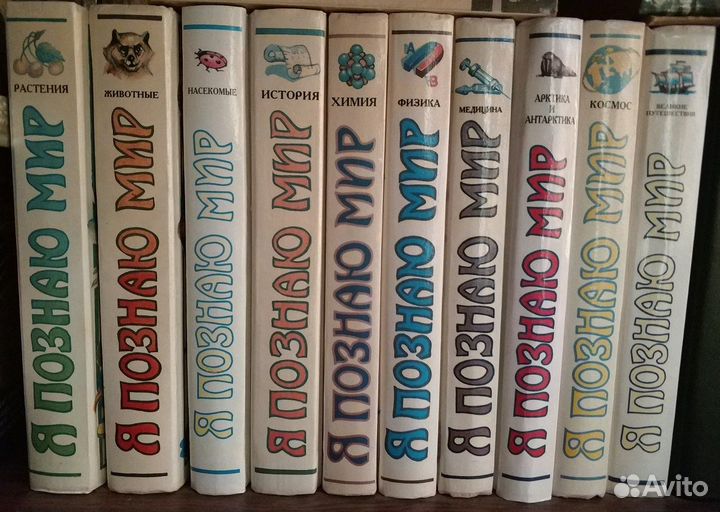 РАСТЕНИЯ
Я ПОЗНАЮ МИР
ЖИВОТНЫЕ
Я ПОЗНАЮ МИР
НАСЕКОМЫЕ
Я ПОЗНАЮ МИР
ИСТОРИЯ
Я ПОЗНАЮ МИР
ХИМИЯ
Я ПОЗНАЮ МИР
А
В
ФИЗИКА
Я ПОЗНАЮ МИР
МЕДИЦИНА
Я ПОЗНАЮ МИР
АРКТИКА
И
АНТАРКТИКА
Я ПОЗНАЮ МИР
КОСМОС
Я ПОЗНАЮ МИР
ВЕЛИКИЕ
ПУТЕШЕСТВИЯ
Я ПОЗНАЮ МИР
Avito